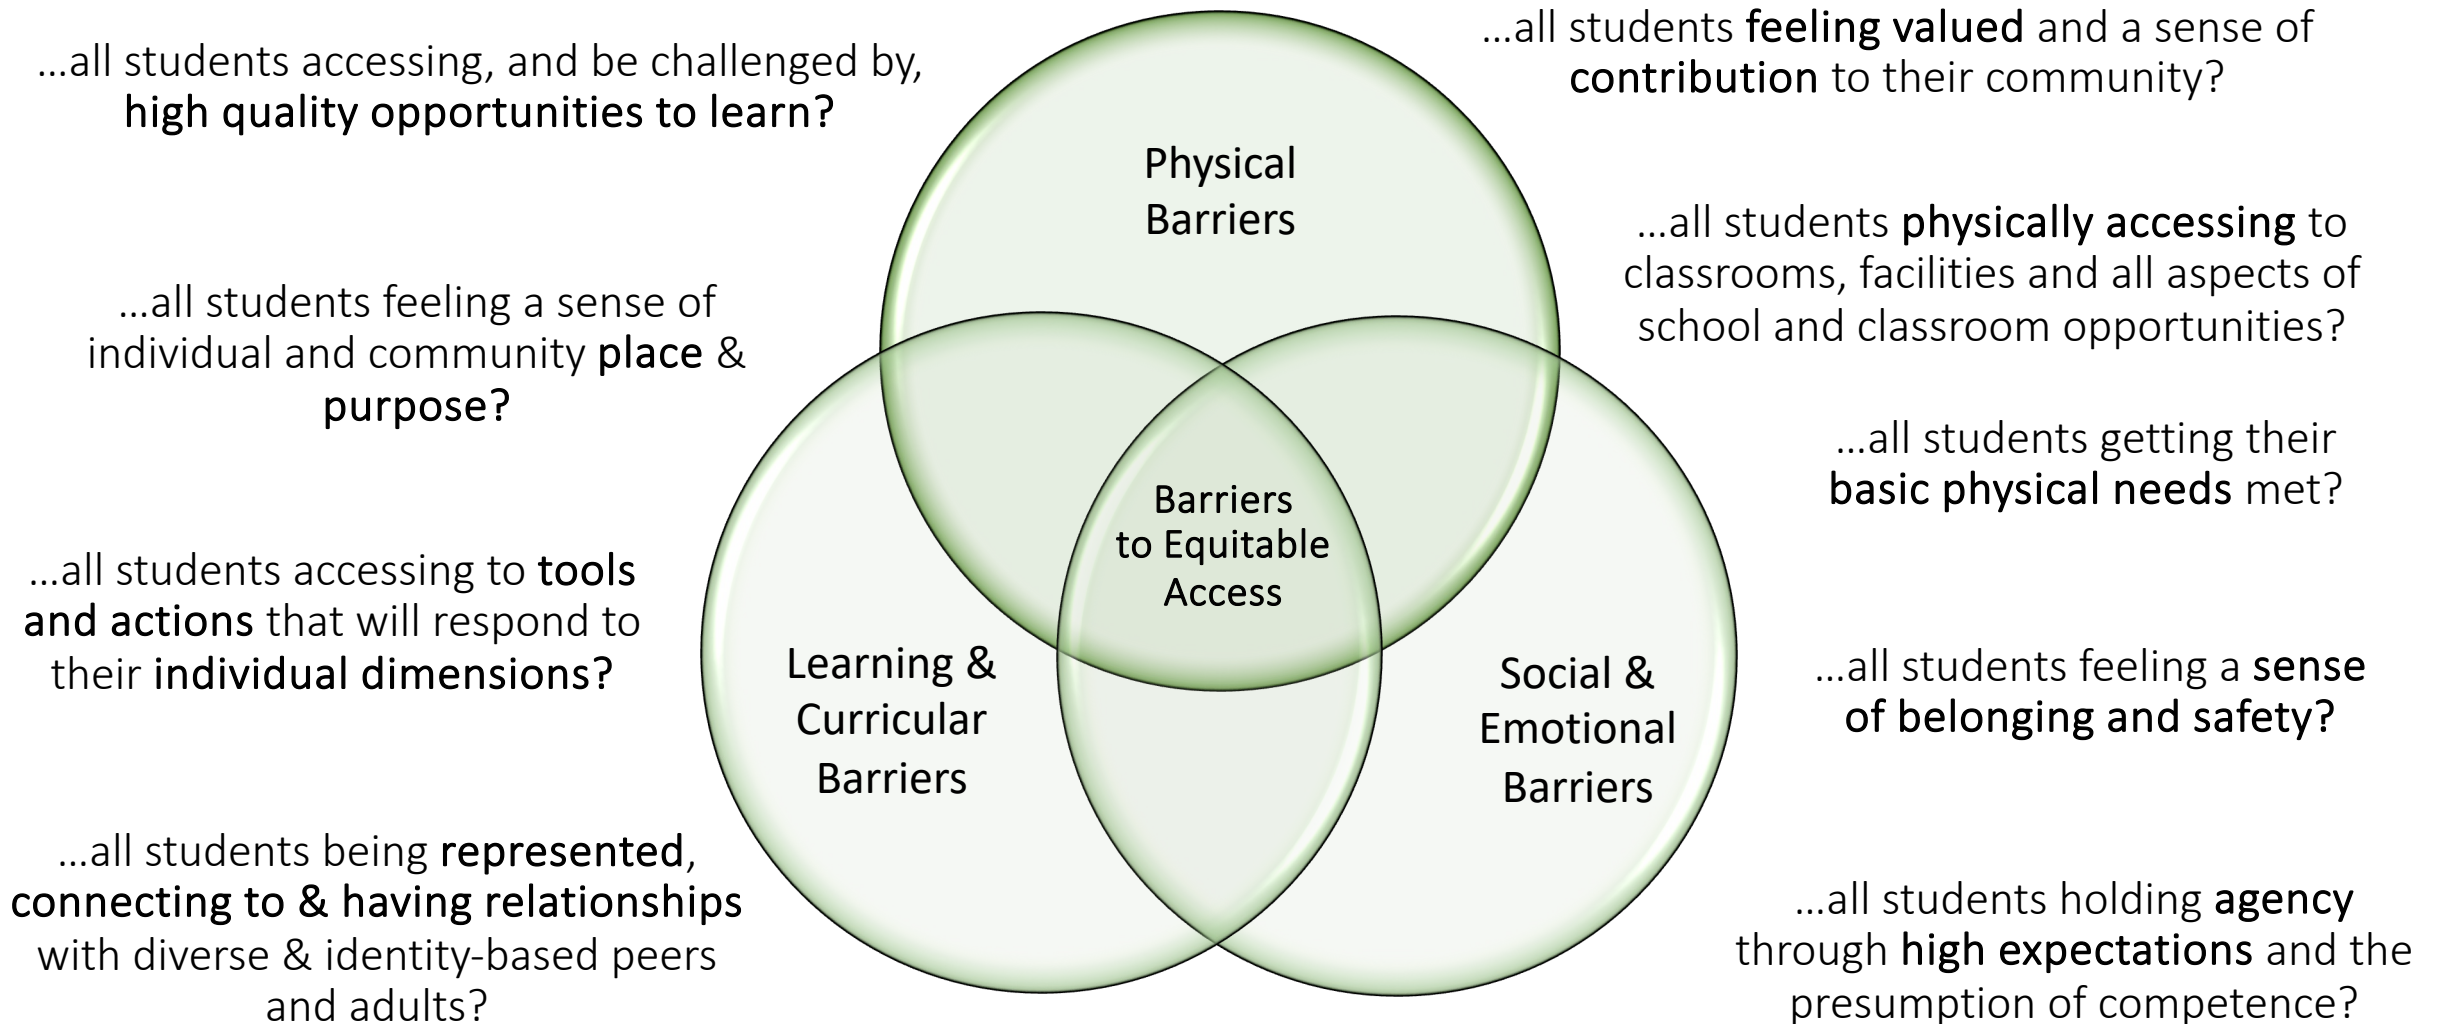 ...all students accessing, and be challenged by,
high quality opportunities to learn?
...all students feeling a sense of
individual and community place &
purpose?
...all students accessing to tools
and actions that will respond to
their individual dimensions?
...all students being represented,
connecting to & having relationships
with diverse & identity-based peers
and adults?
Physical
Barriers
Barriers
to Equitable
Access
Learning &
Curricular
Barriers
Social &
Emotional
Barriers
...all students feeling valued and a sense of
contribution to their community?
...all students physically accessing to
classrooms, facilities and all aspects of
school and classroom opportunities?
...all students getting their
basic physical needs met?
...all students feeling a sense
of belonging and safety?
...all students holding agency
through high expectations and the
presumption of competence?